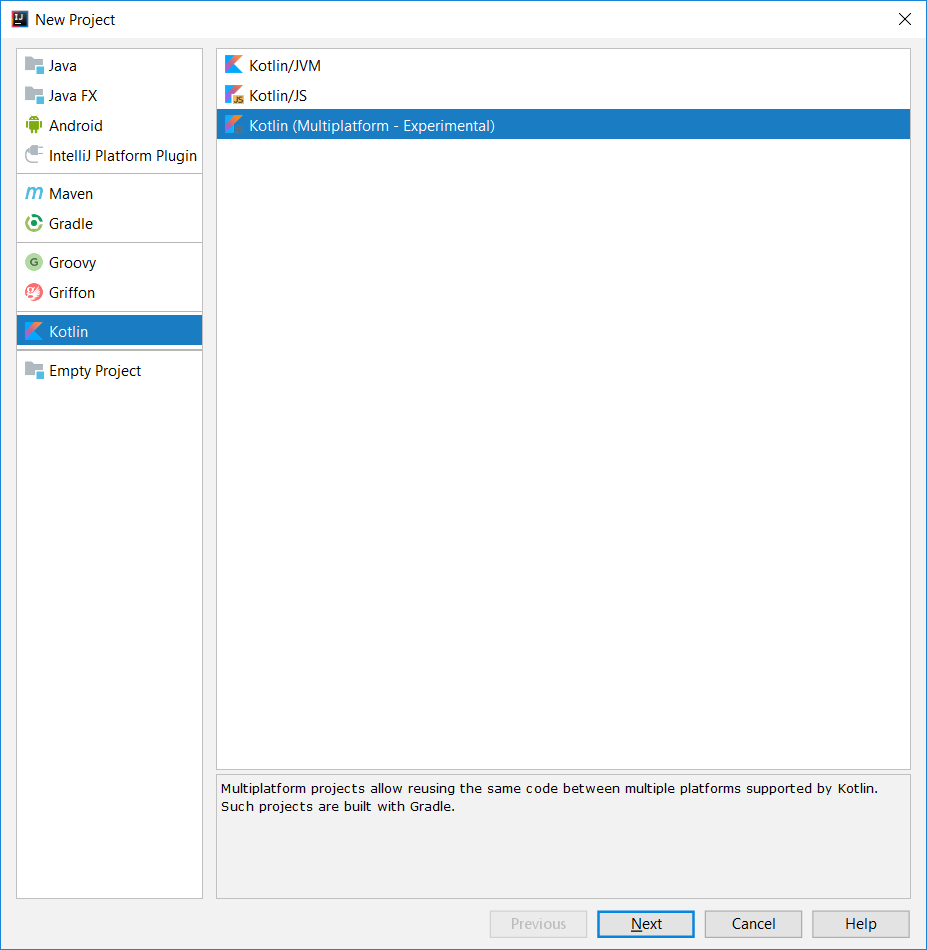 New Project
Java
Java FX
Android
IntelliJ Platform Plugin
Maven
Gradle
Groovy
Griffon
Kotlin
Empty Project
Kotlin/JVM
Kotlin/JS
Kotlin (Multiplatform - Experimental)
Multiplatform projects allow reusing the same code between multiple platforms supported by Kotlin.
Such projects are built with Gradle.
Previous
Next
Cancel
Help